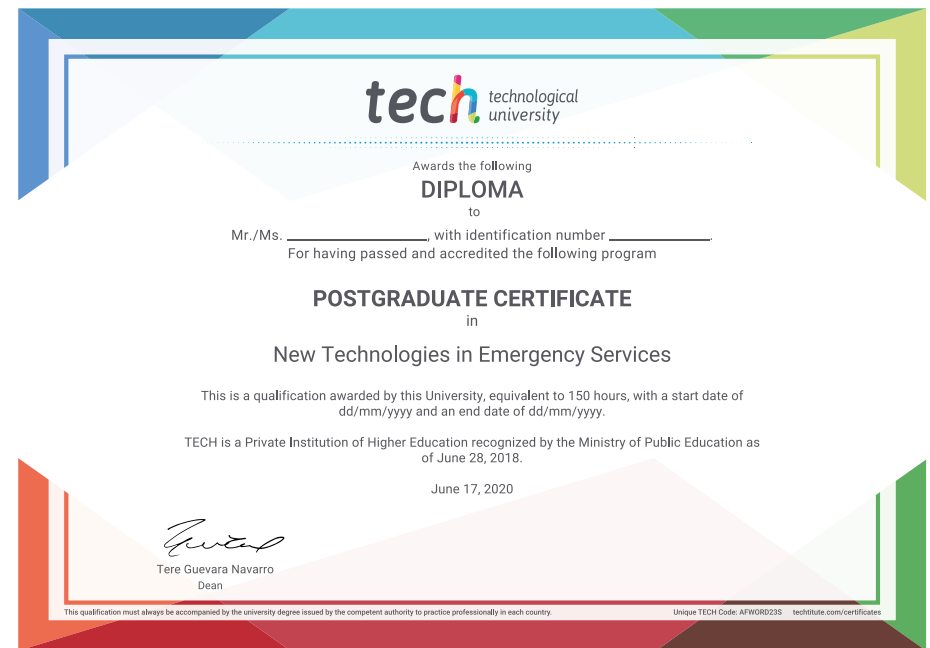 tech technological
university
Awards the following
DIPLOMA
to
Mr./Ms. ____________________, with identification number ______________.
For having passed and accredited the following program
POSTGRADUATE CERTIFICATE
in
New Technologies in Emergency Services
This is a qualification awarded by this University, equivalent to 150 hours, with a start date of
dd/mm/yyyy and an end date of dd/mm/yyyy.
TECH is a Private Institution of Higher Education recognized by the Ministry of Public Education as
of June 28, 2018.
June 17, 2020
Tere Guevara Navarro
Dean
This qualification must always be accompanied by the university degree issued by the competent authority to practice professionally in each country.
Unique TECH Code: AFWORD23S techtitute.com/certificates